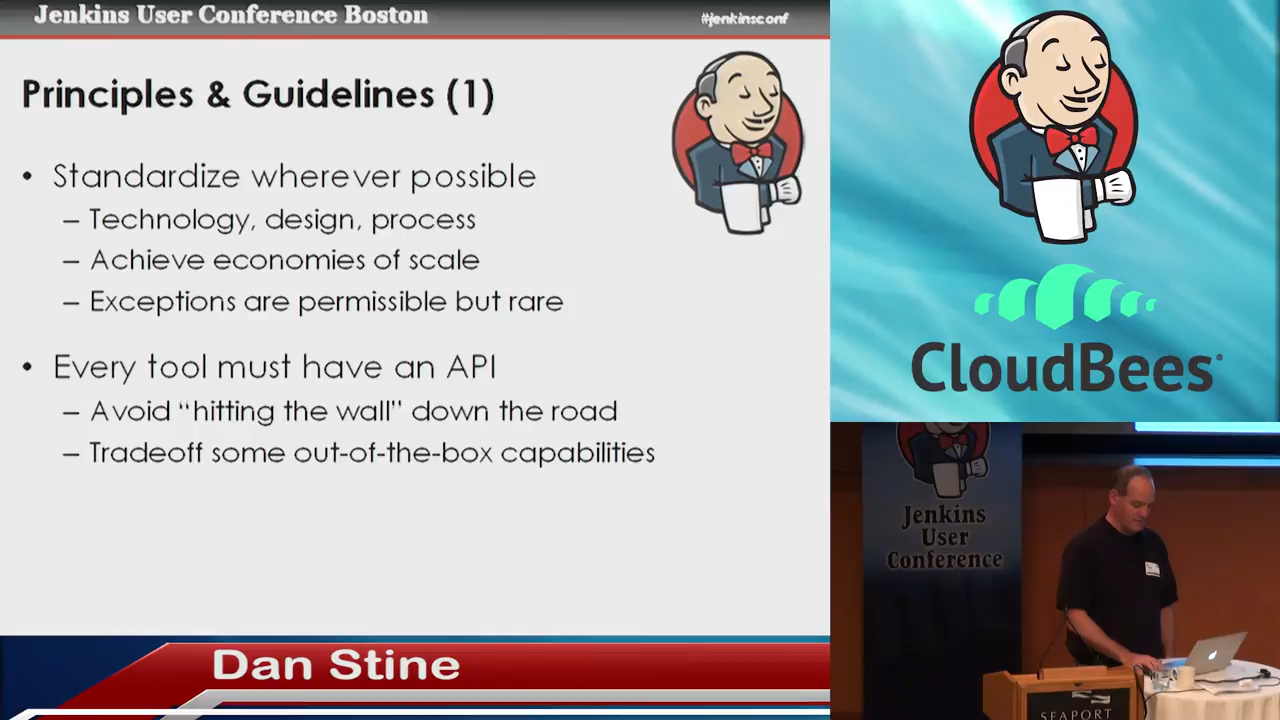 Jenkins User Conference Boston
#jenkinsconf
Principles & Guidelines (1)
• Standardize wherever possible
– Technology, design, process
– Achieve economies of scale
– Exceptions are permissible but rare
• Every tool must have an API
– Avoid “hitting the wall” down the road
– Tradeoff some out-of-the-box capabilities
Dan Stine
CloudBees
Jenkins
User
Conference
SEAPORT